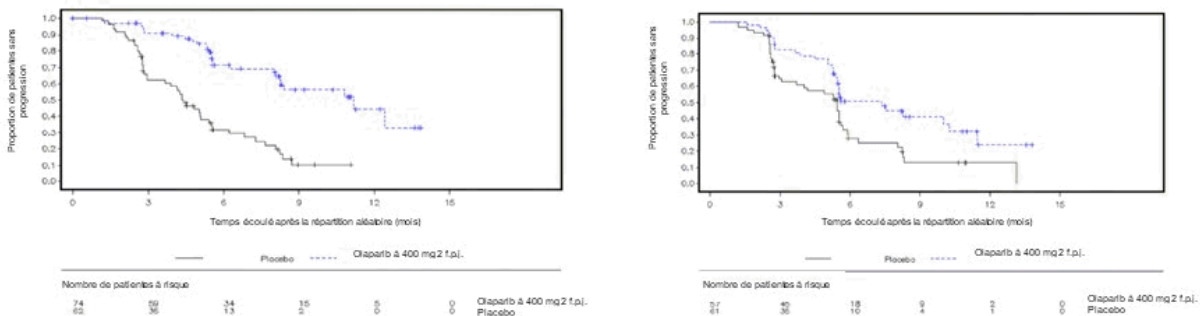 Proportion de patientes sans progression
1.0
0.9
0.8
0.7
0.6
0.5
0.4
0.3
0.2
0.1
0.0
0 3 6 9 12 15
Temps écoulé après la répartition aléatoire (mois)
Placebo Olaparib à 400 mg 2 f.p.j.
Nombre de patientes à risque
74 59 34 15 5 0 Olaparib à 400 mg 2 f.p.j.
62 36 13 2 0 0 Placebo
Proportion de patientes sans progression
1.0
0.9
0.8
0.7
0.6
0.5
0.4
0.3
0.2
0.1
0.0
0 3 6 9 12 15
Temps écoulé après la répartition aléatoire (mois)
Placebo Olaparib à 400 mg 2 f.p.j.
Nombre de patientes à risque
57 45 18 9 2 0 Olaparib à 400 mg 2 f.p.j.
61 35 10 4 1 0 Placebo